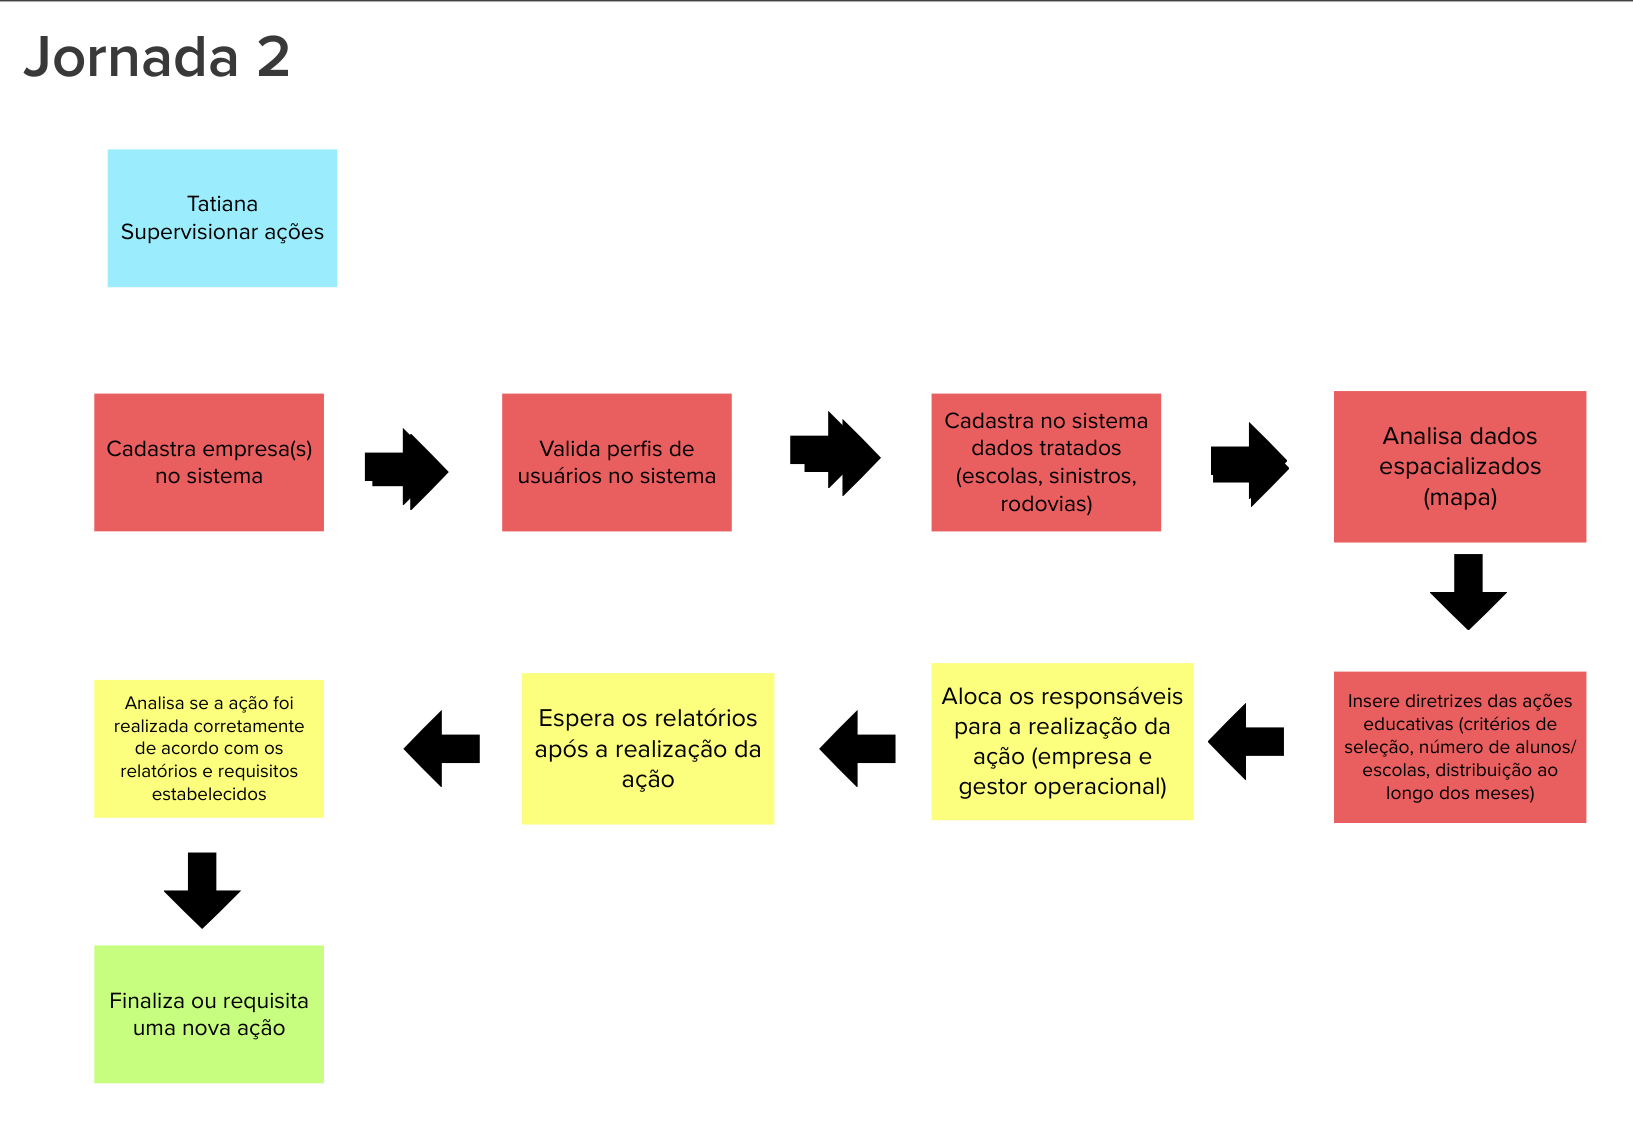 Jornada 2
Tatiana
Supervisionar ações
Cadastra empresa(s)
no sistema
Valida perfis de
usuários no sistema
Cadastra no sistema
dados tratados
(escolas, sinistros,
rodovias)
Analisa dados
espacializados
(mapa)
Insere diretrizes das ações
educativas (critérios de
seleção, número de alunos/
escolas, distribuição ao
longo dos meses)
Aloca os responsáveis
para a realização da
ação (empresa e
gestor operacional)
Espera os relatórios
após a realização da
ação
Analisa se a ação foi
realizada corretamente
de acordo com os
relatórios e requisitos
estabelecidos
Finaliza ou requisita
uma nova ação